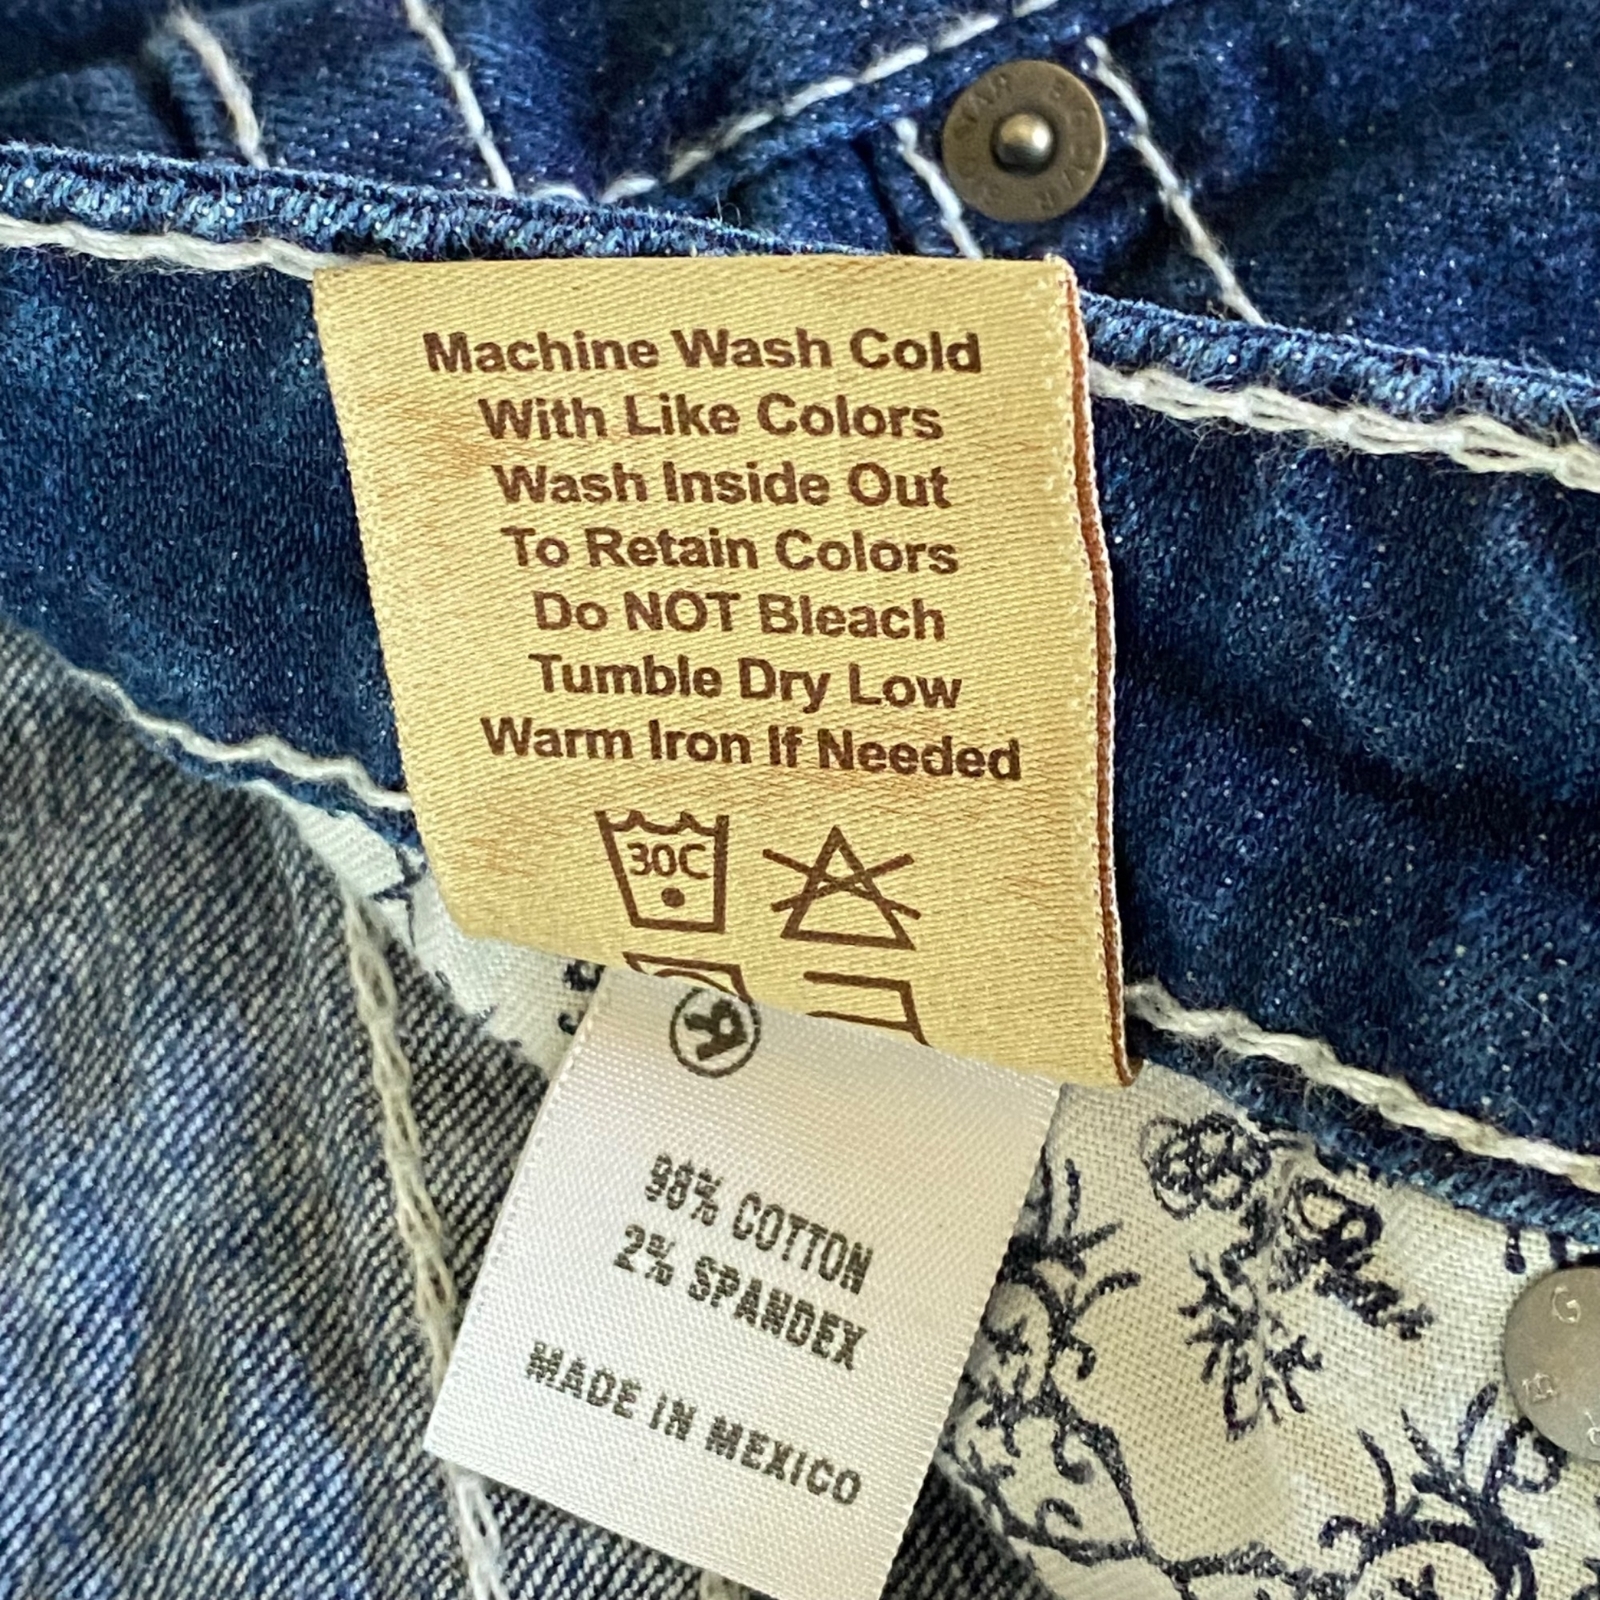 Machine Wash Cold
With Like Colors
Wash Inside Out
To Retain Colors
Do NOT Bleach
Tumble Dry Low
Warm Iron If Needed
30C
98% COTTON
2% SPANDEX
MADE IN MEXICO